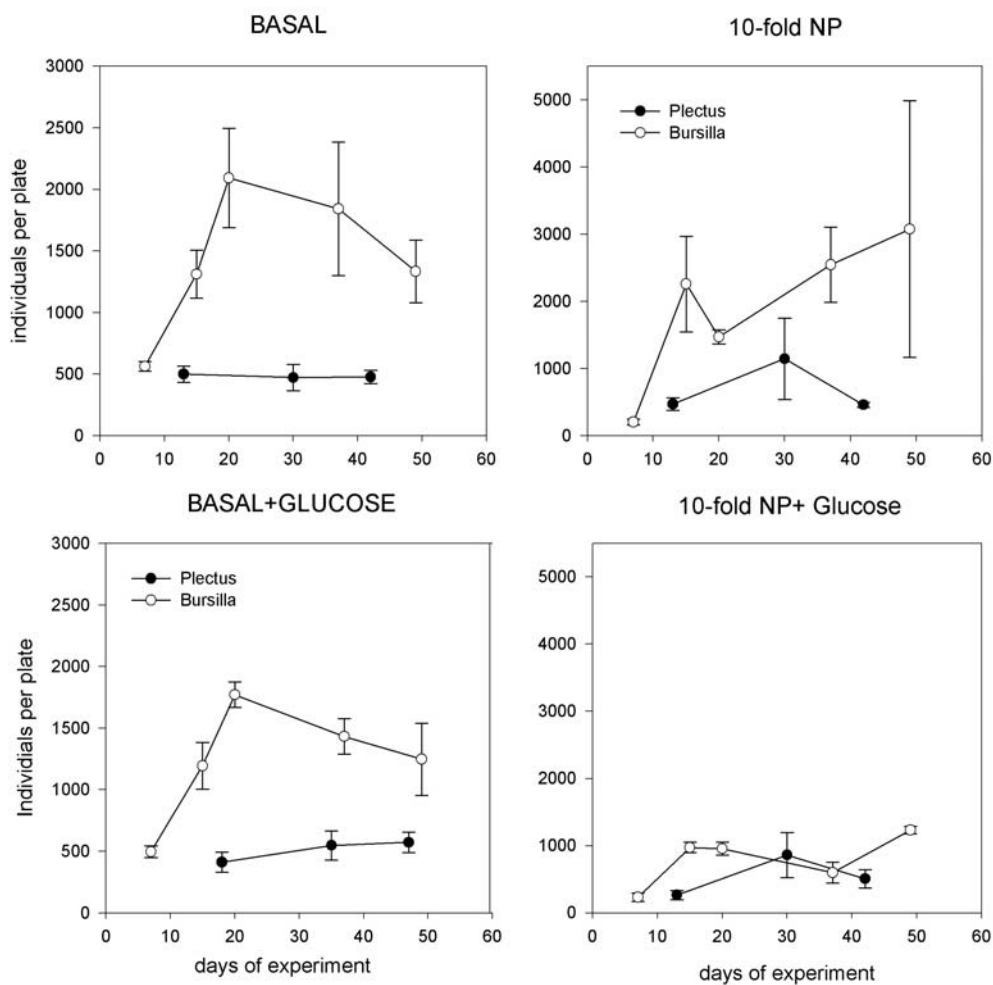 BASAL
10-fold NP
individuals per plate
3000
2500
2000
1500
1000
500
0
0 10 20 30 40 50 60
5000
4000
3000
2000
1000
0
Plectus
Bursilla
0 10 20 30 40 50 60
BASAL+GLUCOSE
10-fold NP+ Glucose
Individials per plate
3000
2500
2000
1500
1000
500
0
Plectus
Bursilla
0 10 20 30 40 50 60
days of experiment
5000
4000
3000
2000
1000
0
0 10 20 30 40 50 60
days of experiment